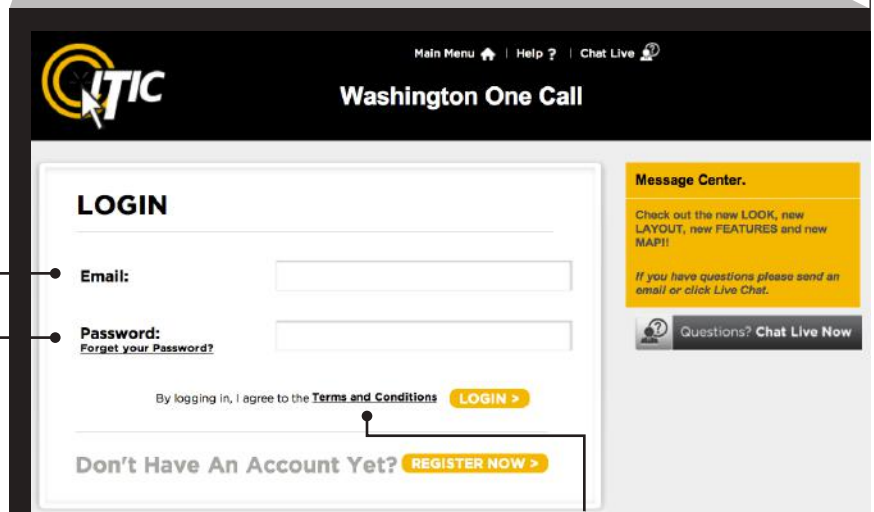 ITIC
Main Menu | Help ? | Chat Live
Washington One Call
LOGIN
Email:
Password:
Forget your Password?
By logging in, I agree to the Terms and Conditions LOGIN >
Don't Have An Account Yet? REGISTER NOW >
Message Center.
Check out the new LOOK, new
LAYOUT, new FEATURES and new
MAP!!
If you have questions please send an
email or click Live Chat.
Questions? Chat Live Now